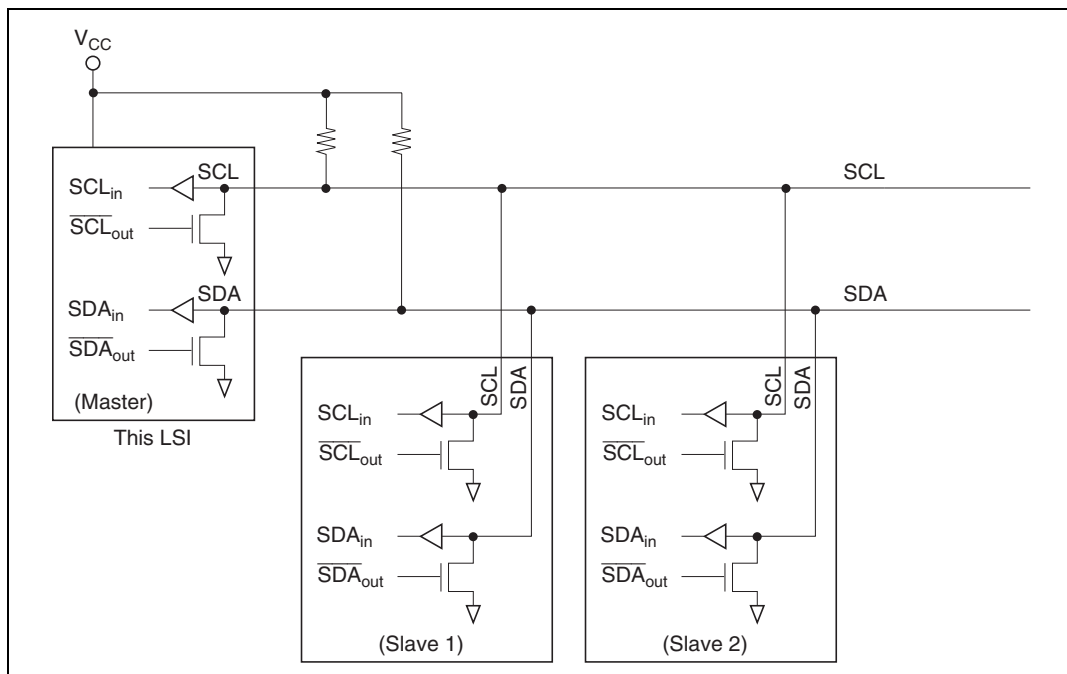 VCC
SCL
SCLin
SCLout
SDA
SDAin
SDAout
(Master)
This LSI
SCL
SDA
SCL
SDA
SCLin
SCLout
SDAin
SDAout
(Slave 1)
SCL
SDA
SCLin
SCLout
SDAin
SDAout
(Slave 2)